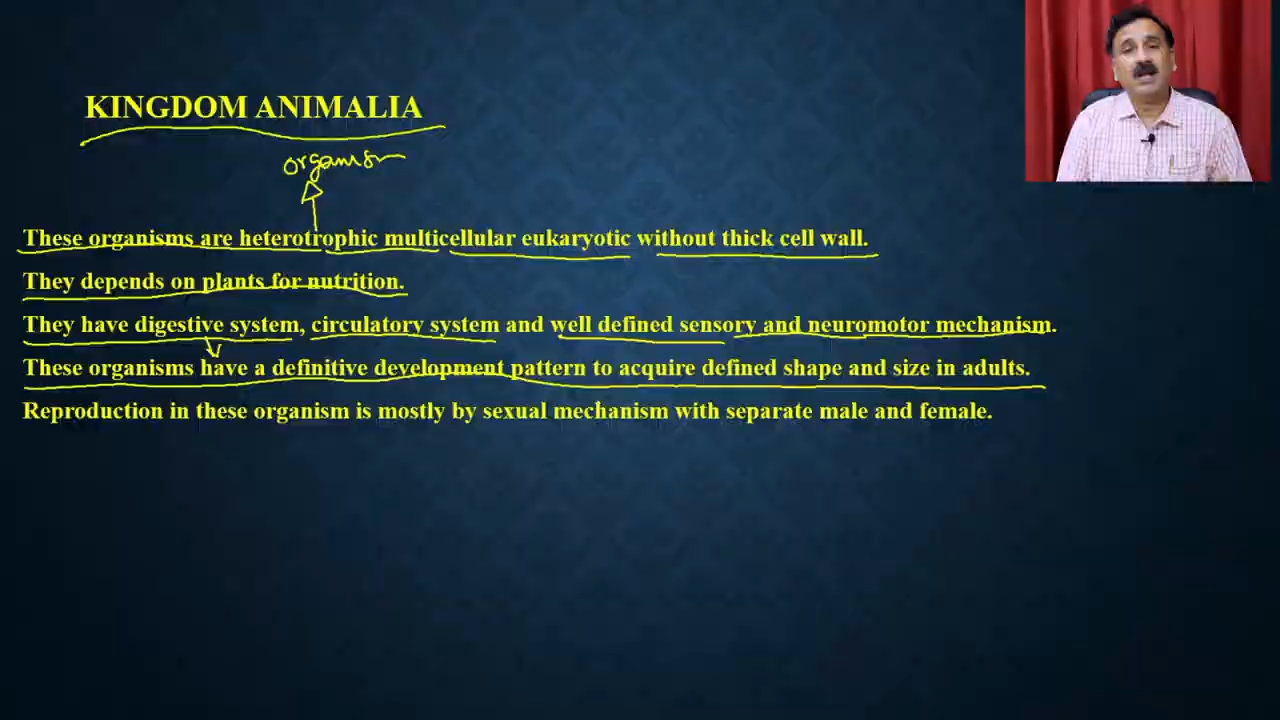 KINGDOM ANIMALIA
organism
These organisms are heterotrophic multicellular eukaryotic without thick cell wall.
They depends on plants for nutrition.
They have digestive system, circulatory system and well defined sensory and neuromotor mechanism.
These organisms have a definitive development pattern to acquire defined shape and size in adults.
Reproduction in these organism is mostly by sexual mechanism with separate male and female.